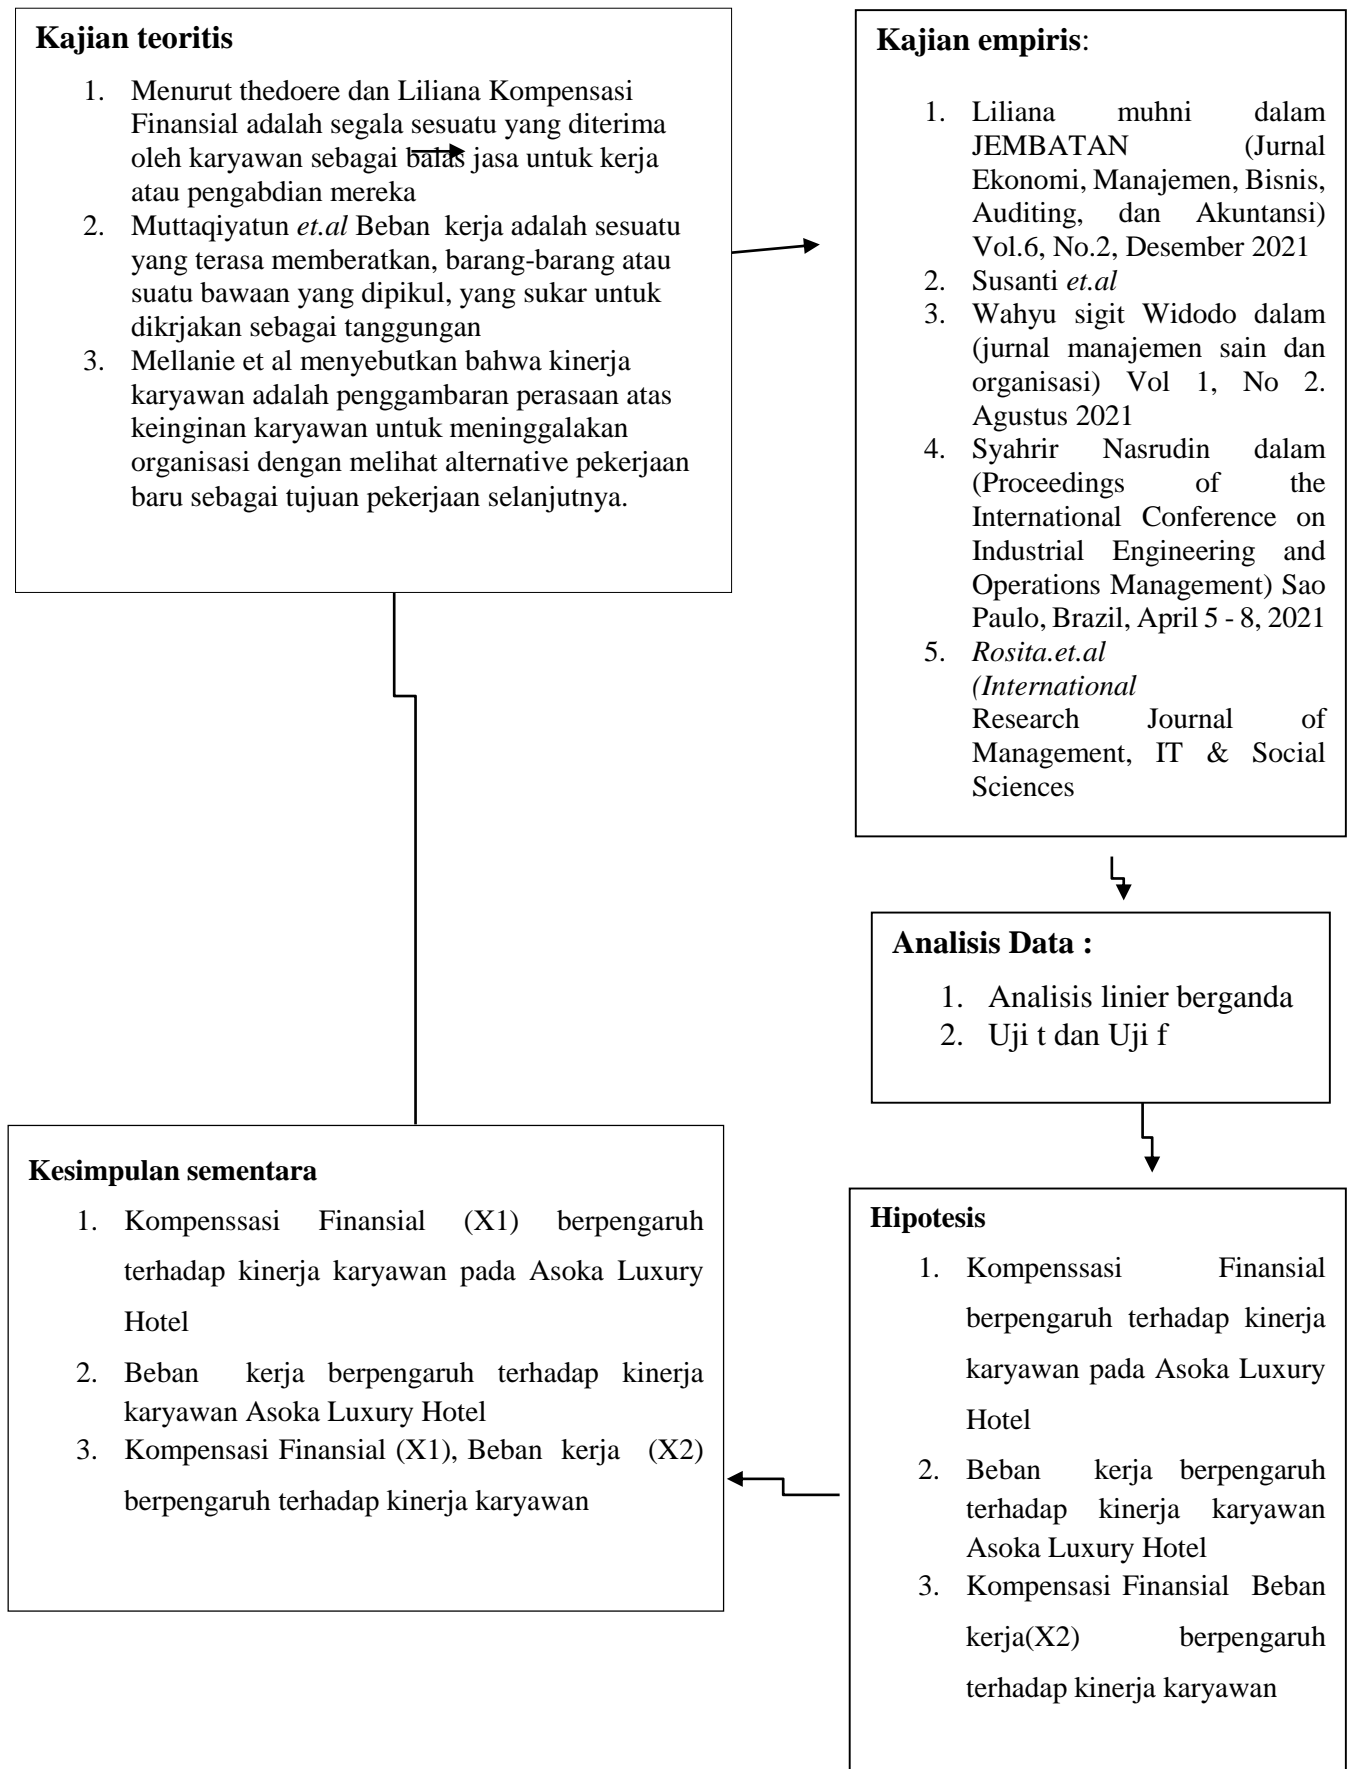 Kajian teoritis
1. Menurut thedoere dan Liliana Kompensasi
Finansial adalah segala sesuatu yang diterima
oleh karyawan sebagai balas jasa untuk kerja
atau pengabdian mereka
2. Muttaqiyatun et.al Beban kerja adalah sesuatu
yang terasa memberatkan, barang-barang atau
suatu bawaan yang dipikul, yang sukar untuk
dikrjakan sebagai tanggungan
3. Mellanie et al menyebutkan bahwa kinerja
karyawan adalah penggambaran perasaan atas
keinginan karyawan untuk meninggalakan
organisasi dengan melihat alternative pekerjaan
baru sebagai tujuan pekerjaan selanjutnya.
Kajian empiris:
1. Liliana muhni dalam
JEMBATAN (Jurnal
Ekonomi, Manajemen, Bisnis,
Auditing, dan Akuntansi)
Vol.6, No.2, Desember 2021
2. Susanti et.al
3. Wahyu sigit Widodo dalam
(jurnal manajemen sain dan
organisasi) Vol 1, No 2.
Agustus 2021
4. Syahrir Nasrudin dalam
(Proceedings of the
International Conference on
Industrial Engineering and
Operations Management) Sao
Paulo, Brazil, April 5 - 8, 2021
5. Rosita.et.al
(International
Research Journal of
Management, IT & Social
Sciences
Analisis Data :
1. Analisis linier berganda
2. Uji t dan Uji f
Hipotesis
1. Kompenssasi Finansial
berpengaruh terhadap kinerja
karyawan pada Asoka Luxury
Hotel
2. Beban kerja berpengaruh
terhadap kinerja karyawan
Asoka Luxury Hotel
3. Kompensasi Finansial Beban
kerja(X2) berpengaruh
terhadap kinerja karyawan
Kesimpulan sementara
1. Kompenssasi Finansial (X1) berpengaruh
terhadap kinerja karyawan pada Asoka Luxury
Hotel
2. Beban kerja berpengaruh terhadap kinerja
karyawan Asoka Luxury Hotel
3. Kompensasi Finansial (X1), Beban kerja (X2)
berpengaruh terhadap kinerja karyawan